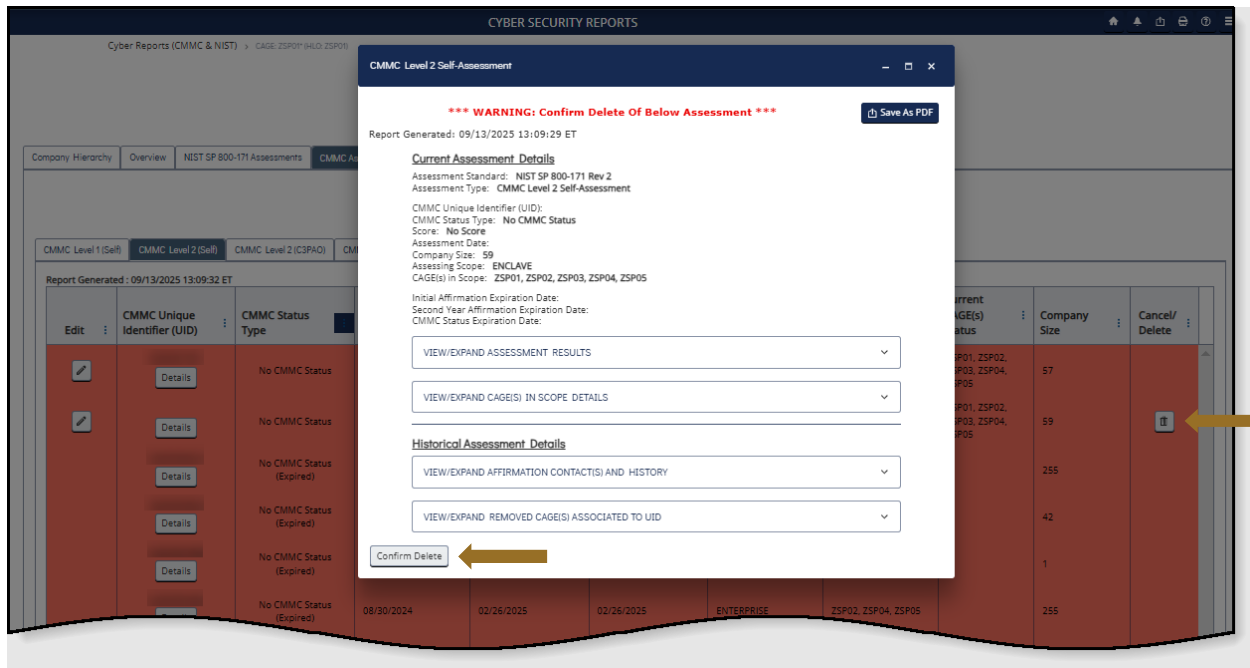 CYBER SECURITY REPORTS
Cyber Reports (CMMC & NIST) > CAGE: ZSP01* (HLO: ZSP01)
CMMC Level 2 Self-Assessment
*** WARNING: Confirm Delete Of Below Assessment ***
Save As PDF
Report Generated: 09/13/2025 13:09:29 ET
Company Hierarchy
Overview
NIST SP 800-171 Assessments
CMMC As
Current Assessment Details
Assessment Standard: NIST SP 800-171 Rev 2
Assessment Type: CMMC Level 2 Self-Assessment
CMMC Unique Identifier (UID):
CMMC Status Type: No CMMC Status
Score: No Score
Assessment Date:
Company Size: 59
Assessing Scope: ENCLAVE
CAGE(s) in Scope: ZSP01, ZSP02, ZSP03, ZSP04, ZSP05
Initial Affirmation Expiration Date:
Second Year Affirmation Expiration Date:
CMMC Status Expiration Date:
VIEW/EXPAND ASSESSMENT RESULTS
VIEW/EXPAND CAGE(S) IN SCOPE DETAILS
Historical Assessment Details
VIEW/EXPAND AFFIRMATION CONTACT(S) AND HISTORY
VIEW/EXPAND REMOVED CAGE(S) ASSOCIATED TO UID
Confirm Delete
CMMC Level 1 (Self)
CMMC Level 2 (Self)
CMMC Level 2 (C3PAO)
CM
Report Generated : 09/13/2025 13:09:32 ET
Edit
CMMC Unique
Identifier (UID)
CMMC Status
Type
urrent
AGE(s)
atus
Company
Size
Cancel/
Delete
Details
No CMMC Status
SP01, ZSP02,
SP03, ZSP04,
SP05
57
Details
No CMMC Status
SP01, ZSP02,
SP03, ZSP04,
SP05
59
Details
No CMMC Status
(Expired)
255
Details
No CMMC Status
(Expired)
42
Details
No CMMC Status
(Expired)
1
No CMMC Status
(Expired)
08/30/2024
02/26/2025
02/26/2025
ENTERPRISE
ZSP02, ZSP04, ZSP05
255